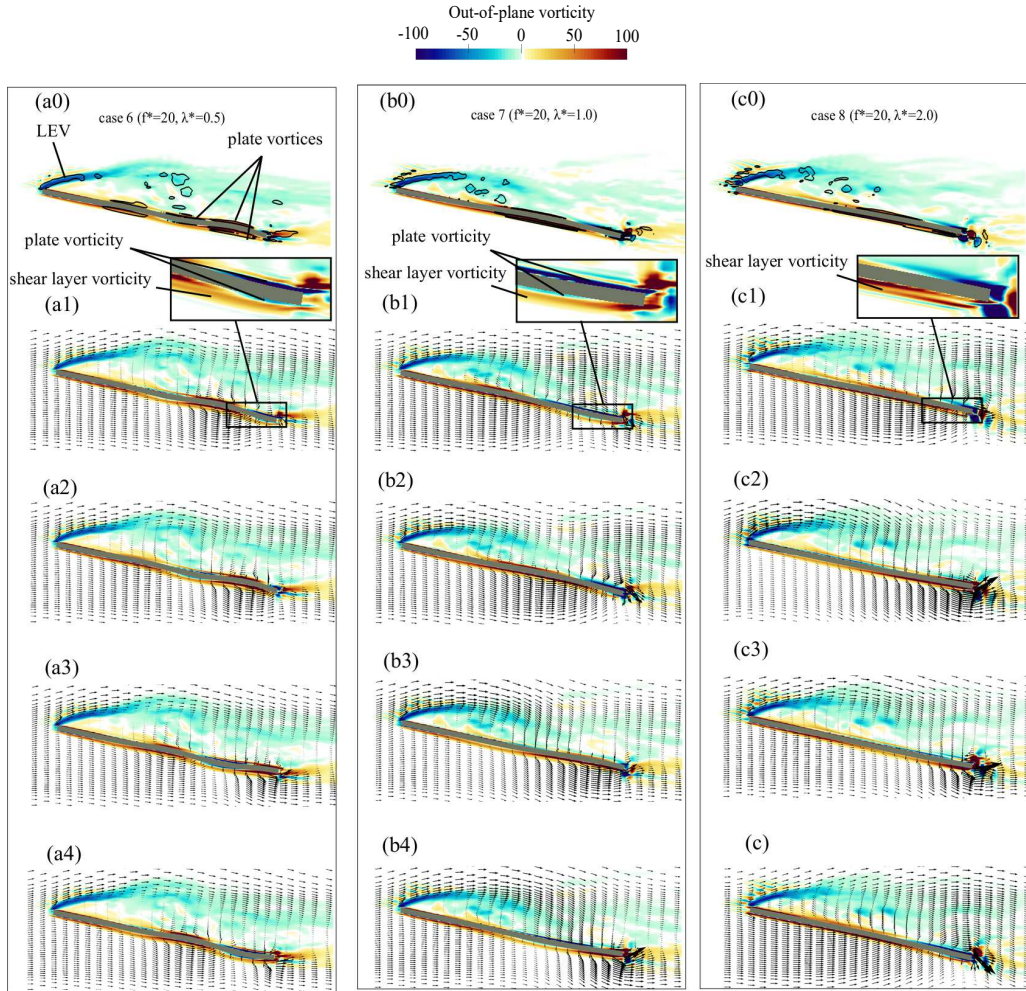 Out-of-plane vorticity
-100 -50 0 50 100
(a0)
case 6 (f*=20, λ*=0.5)
LEV
plate vortices
plate vorticity
shear layer vorticity
(a1)
(a2)
(a3)
(a4)
(b0)
case 7 (f*=20, λ*=1.0)
plate vorticity
shear layer vorticity
(b1)
(b2)
(b3)
(b4)
(c0)
case 8 (f*=20, λ*=2.0)
shear layer vorticity
(c1)
(c2)
(c3)
(c)